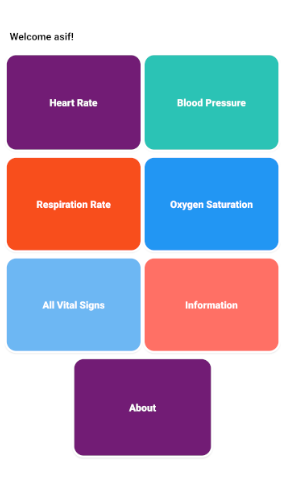 Welcome asif!
Heart Rate
Blood Pressure
Respiration Rate
Oxygen Saturation
All Vital Signs
Information
About